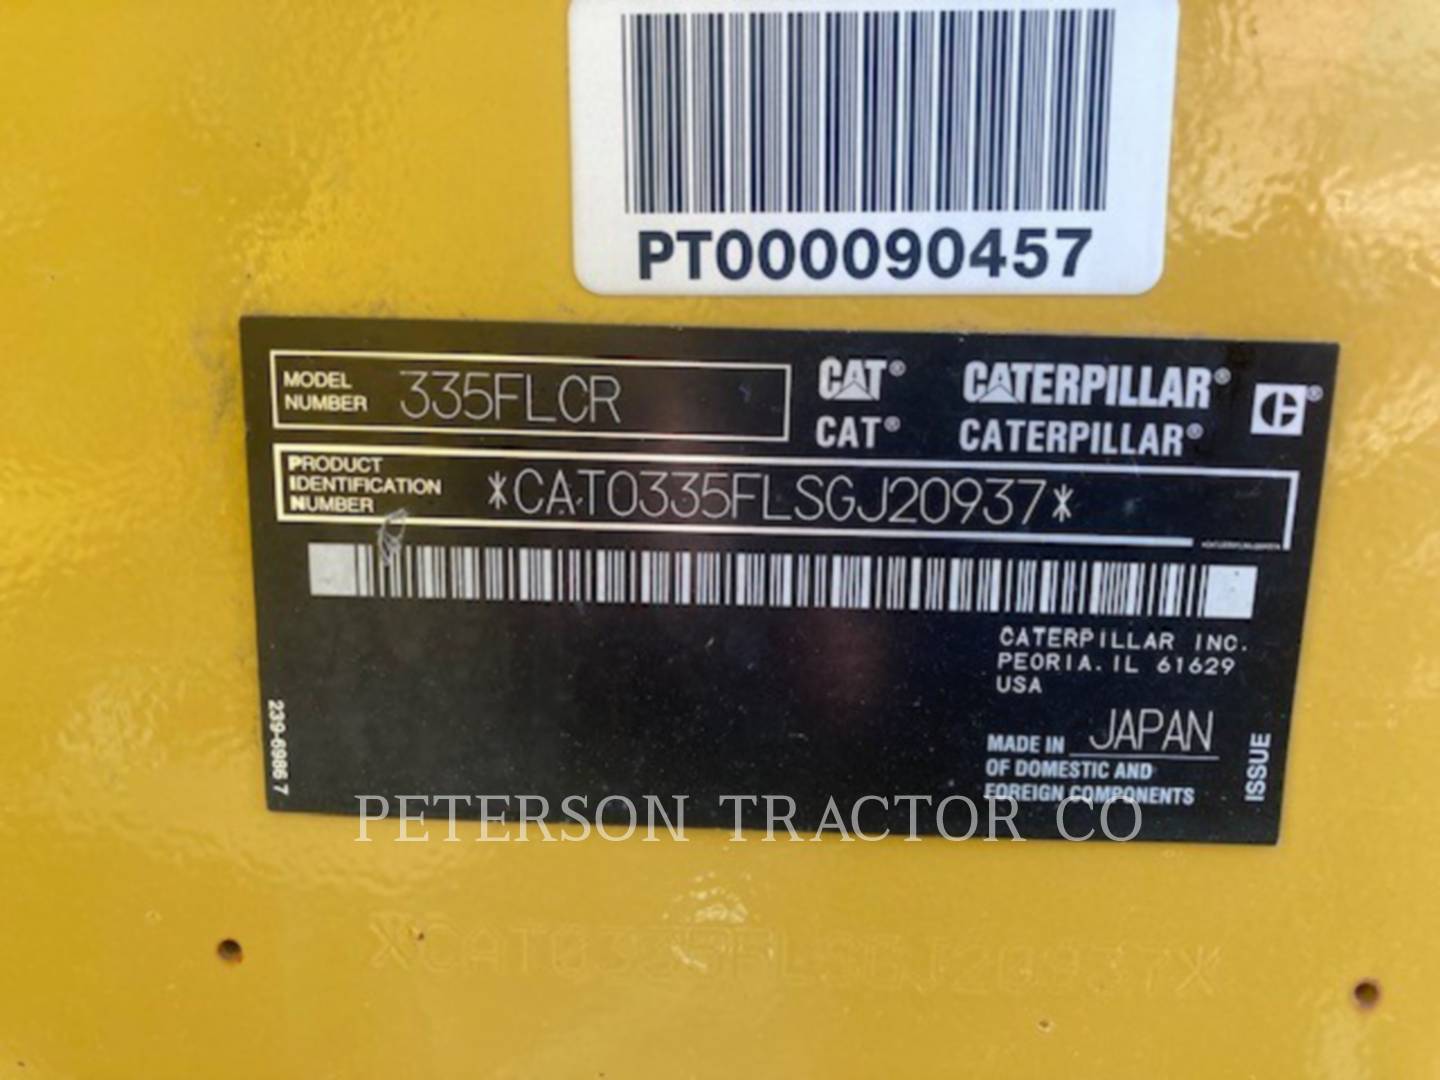 PT000090457
MODEL NUMBER 335FLCR
CAT® CATERPILLAR®
CAT® CATERPILLAR®
PRODUCT IDENTIFICATION NUMBER *CAT0335FLSGJ20937*
CATERPILLAR INC.
PEORIA. IL 61629
USA
MADE IN JAPAN
OF DOMESTIC AND
FOREIGN COMPONENTS
239-6986 7
ISSUE
PETERSON TRACTOR CO
*CAT0335FLSGJ20937*